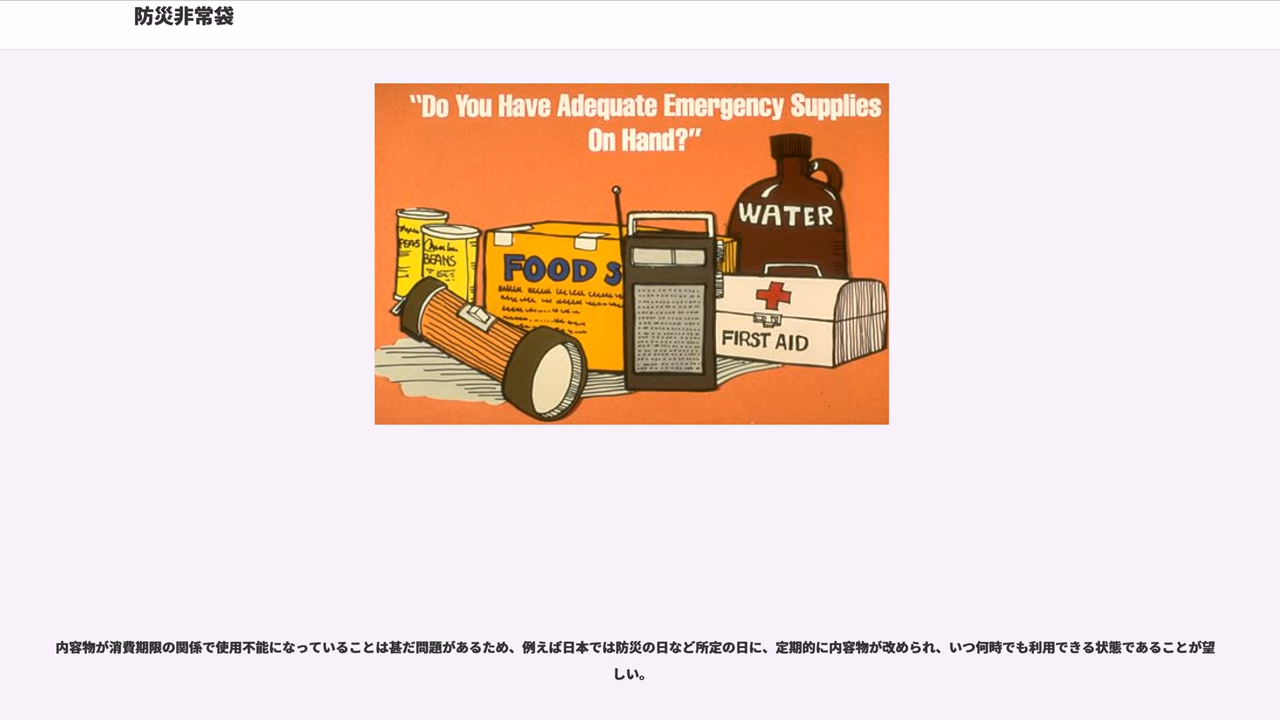 防災非常袋
“Do You Have Adequate Emergency Supplies
On Hand?”
WATER
PEAS
BEANS
FOOD S
FIRST AID
内容物が消費期限の関係で使用不能になっていることは甚だ問題があるため、例えば日本では防災の日など所定の日に、定期的に内容物が改められ、いつ何時でも利用できる状態であることが望
しい。